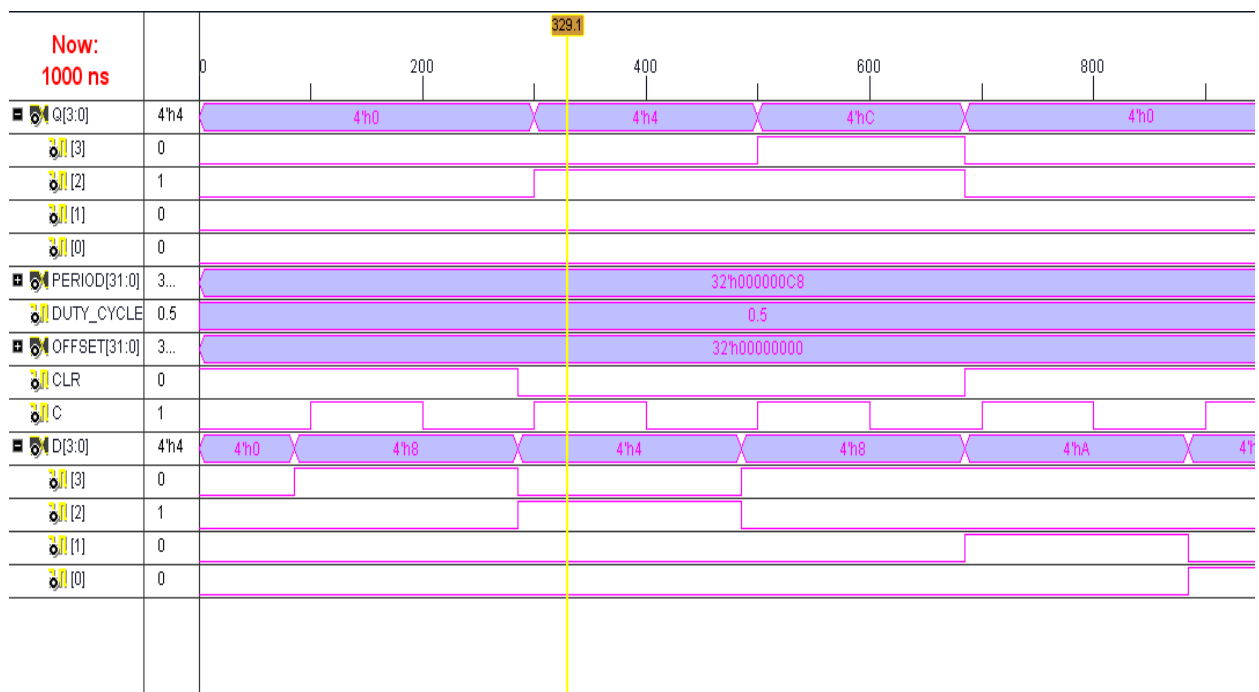 329.1
Now:
1000 ns
0 200 400 600 800
Q[3:0] 4'h4 4'h0 4'h4 4'hC 4'h0
[3] 0
[2] 1
[1] 0
[0] 0
PERIOD[31:0] 3... 32'h000000C8
DUTY_CYCLE 0.5 0.5
OFFSET[31:0] 3... 32'h00000000
CLR 0
C 1
D[3:0] 4'h4 4'h0 4'h8 4'h4 4'h8 4'hA 4'h
[3] 0
[2] 1
[1] 0
[0] 0